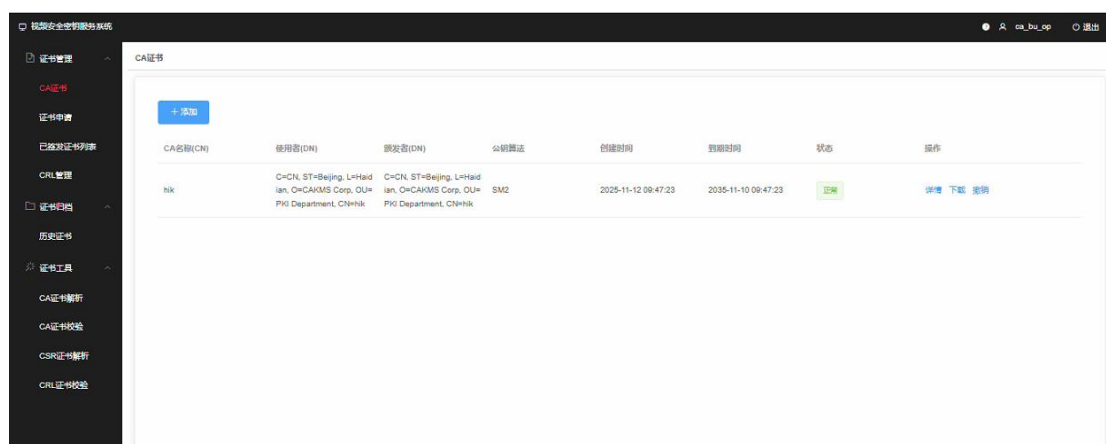 视频安全密钥服务系统
ca_bu_op 退出
证书管理
CA证书
证书申请
已签发证书列表
CRL管理
证书归档
历史证书
证书工具
CA证书解析
CA证书校验
CSR证书解析
CRL证书校验
CA证书
+ 添加
CA名称(CN) 使用者(DN) 颁发者(DN) 公钥算法 创建时间 到期时间 状态 操作
hik C=CN, ST=Beijing, L=Haid C=CN, ST=Beijing, L=Haid SM2 2025-11-12 09:47:23 2035-11-10 09:47:23 正常 详情 下载 撤销
ian, O=CAKMS Corp, OU= ian, O=CAKMS Corp, OU=
PKI Department, CN=hik PKI Department, CN=hik